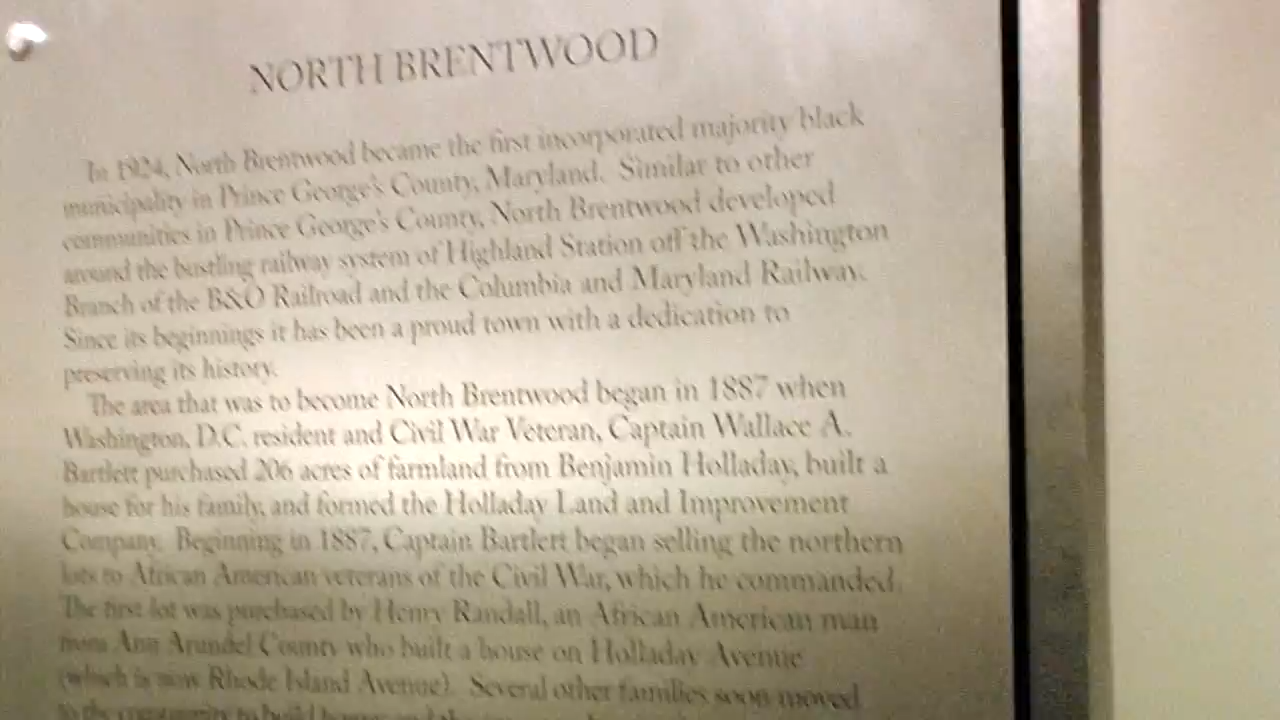 NORTH BRENTWOOD
In 1924, North Brentwood became the first incorporated majority black
municipality in Prince George's County, Maryland. Similar to other
communities in Prince George's County, North Brentwood developed
around the bustling railway system of Highland Station off the Washington
Branch of the B&O Railroad and the Columbia and Maryland Railway.
Since its beginnings it has been a proud town with a dedication to
preserving its history.
The area that was to become North Brentwood began in 1887 when
Washington, D.C. resident and Civil War Veteran, Captain Wallace A.
Bartlett purchased 206 acres of farmland from Benjamin Holladay, built a
house for his family, and formed the Holladay Land and Improvement
Company. Beginning in 1887, Captain Bartlett began selling the northern
lots to African American veterans of the Civil War, which he commanded.
The first lot was purchased by Henry Randall, an African American man
from Ann Arundel County who built a house on Holladay Avenue
(which is now Rhode Island Avenue). Several other families soon moved
to the community to build homes and the